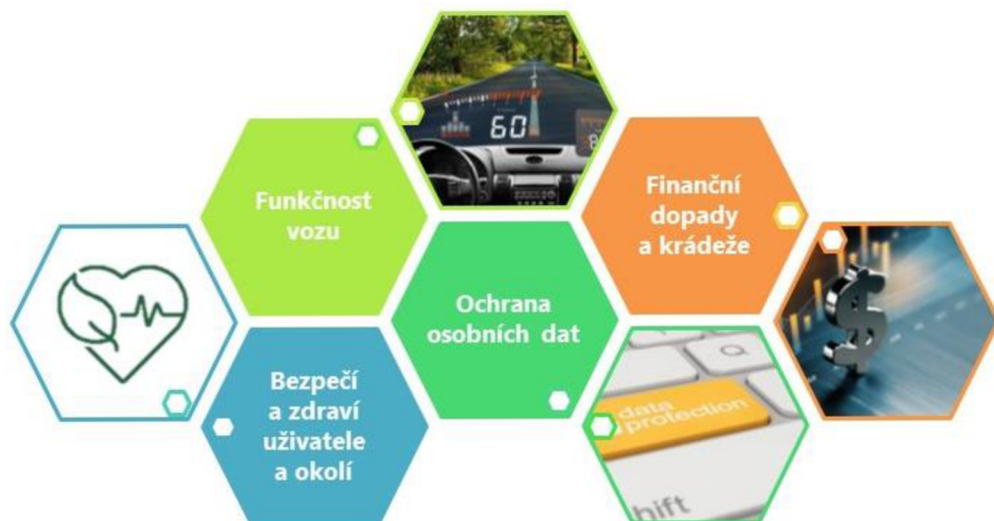 60
Funkčnost
vozu
Finanční
dopady
a krádeže
Ochrana
osobních dat
Bezpečí
a zdraví
uživatele
a okolí
data
protection
hift
$